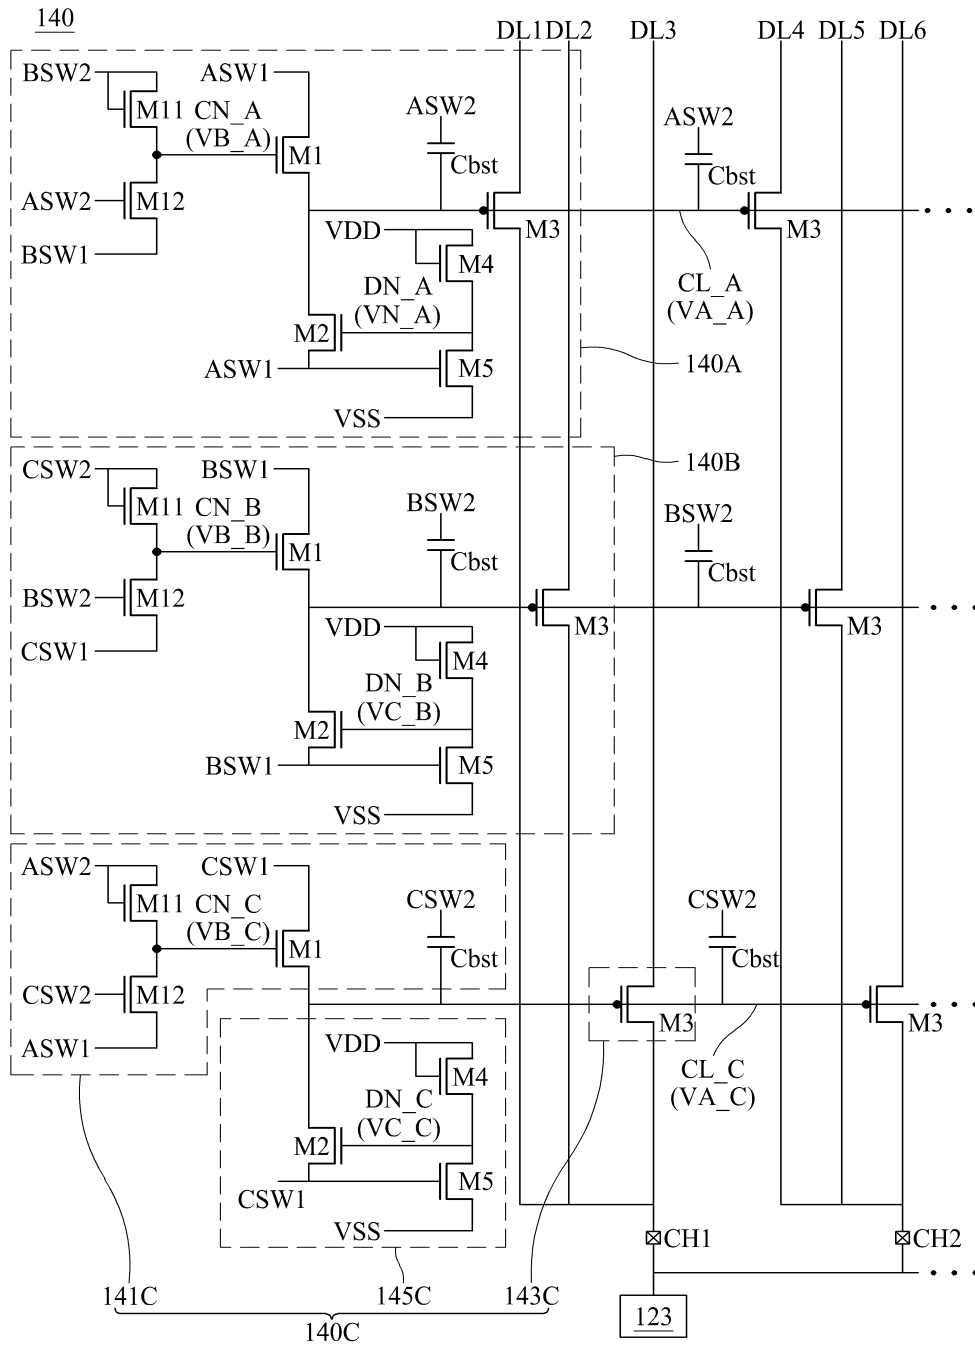 140
DL1 DL2 DL3 DL4 DL5 DL6
BSW2 ASW1
M11 CN_A
(VB_A)
M1
ASW2 M12
BSW1
ASW2
Cbst
M3
ASW2
Cbst
M3
VDD
M4
DN_A
(VN_A)
M2
ASW1
M5
VSS
CL_A
(VA_A)
140A
140B
CSW2 BSW1
M11 CN_B
(VB_B)
M1
BSW2 M12
CSW1
BSW2
Cbst
M3
BSW2
Cbst
M3
VDD
M4
DN_B
(VC_B)
M2
BSW1
M5
VSS
ASW2 CSW1
M11 CN_C
(VB_C)
M1
CSW2 M12
ASW1
CSW2
Cbst
M3
CSW2
Cbst
M3
VDD
M4
DN_C
(VC_C)
M2
CSW1
M5
VSS
CL_C
(VA_C)
CH1 CH2
141C 145C 143C
140C
123